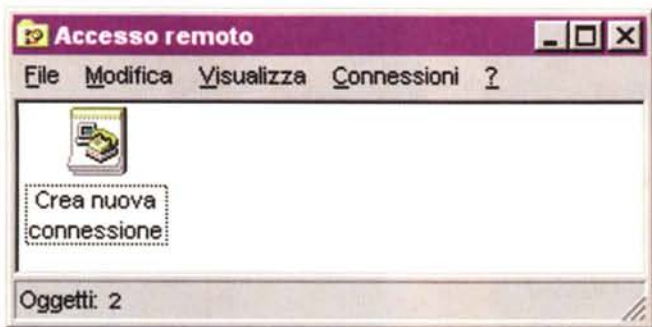 Accesso remoto
File Modifica Visualizza Connessioni ?
Crea nuova
connessione
Oggetti: 2